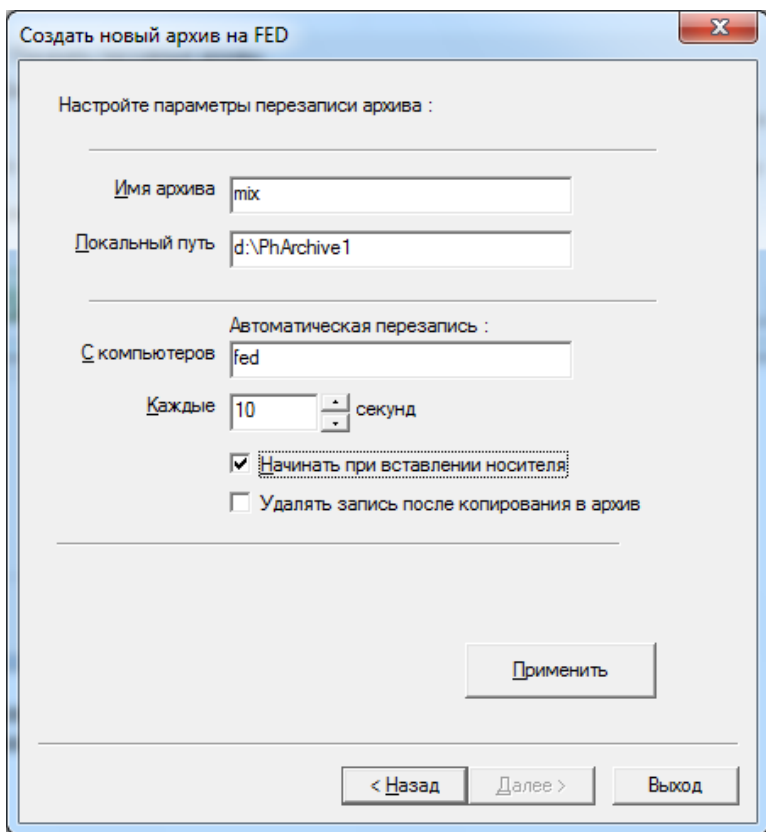 Создать новый архив на FED
Настройте параметры перезаписи архива :
Имя архива mix
Локальный путь d:\PhArchive1
Автоматическая перезапись :
С компьютеров fed
Каждые 10 секунд
Начинать при вставлении носителя
Удалять запись после копирования в архив
Применить
< Назад Далее > Выход